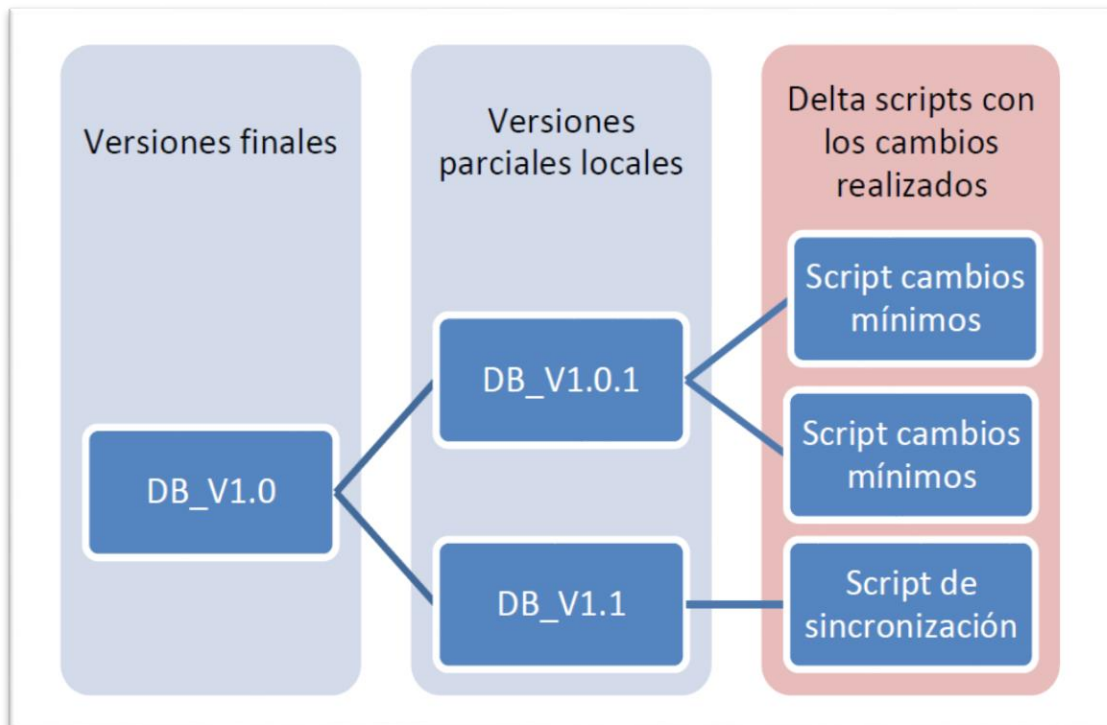 Versiones finales
Versiones
parciales locales
Delta scripts con
los cambios
realizados
DB_V1.0
DB_V1.0.1
DB_V1.1
Script cambios
mínimos
Script cambios
mínimos
Script de
sincronización